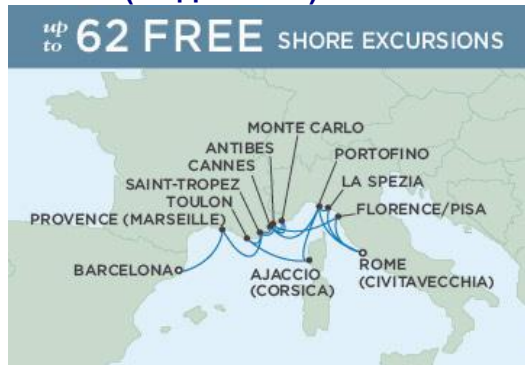 up to 62 FREE SHORE EXCURSIONS
MONTE CARLO
ANTIBES
PORTOFINO
CANNES
LA SPEZIA
SAINT-TROPEZ
TOULON
FLORENCE/PISA
PROVENCE (MARSEILLE)
BARCELONA
AJACCIO
(CORSICA)
ROME
(CIVITAVECCHIA)